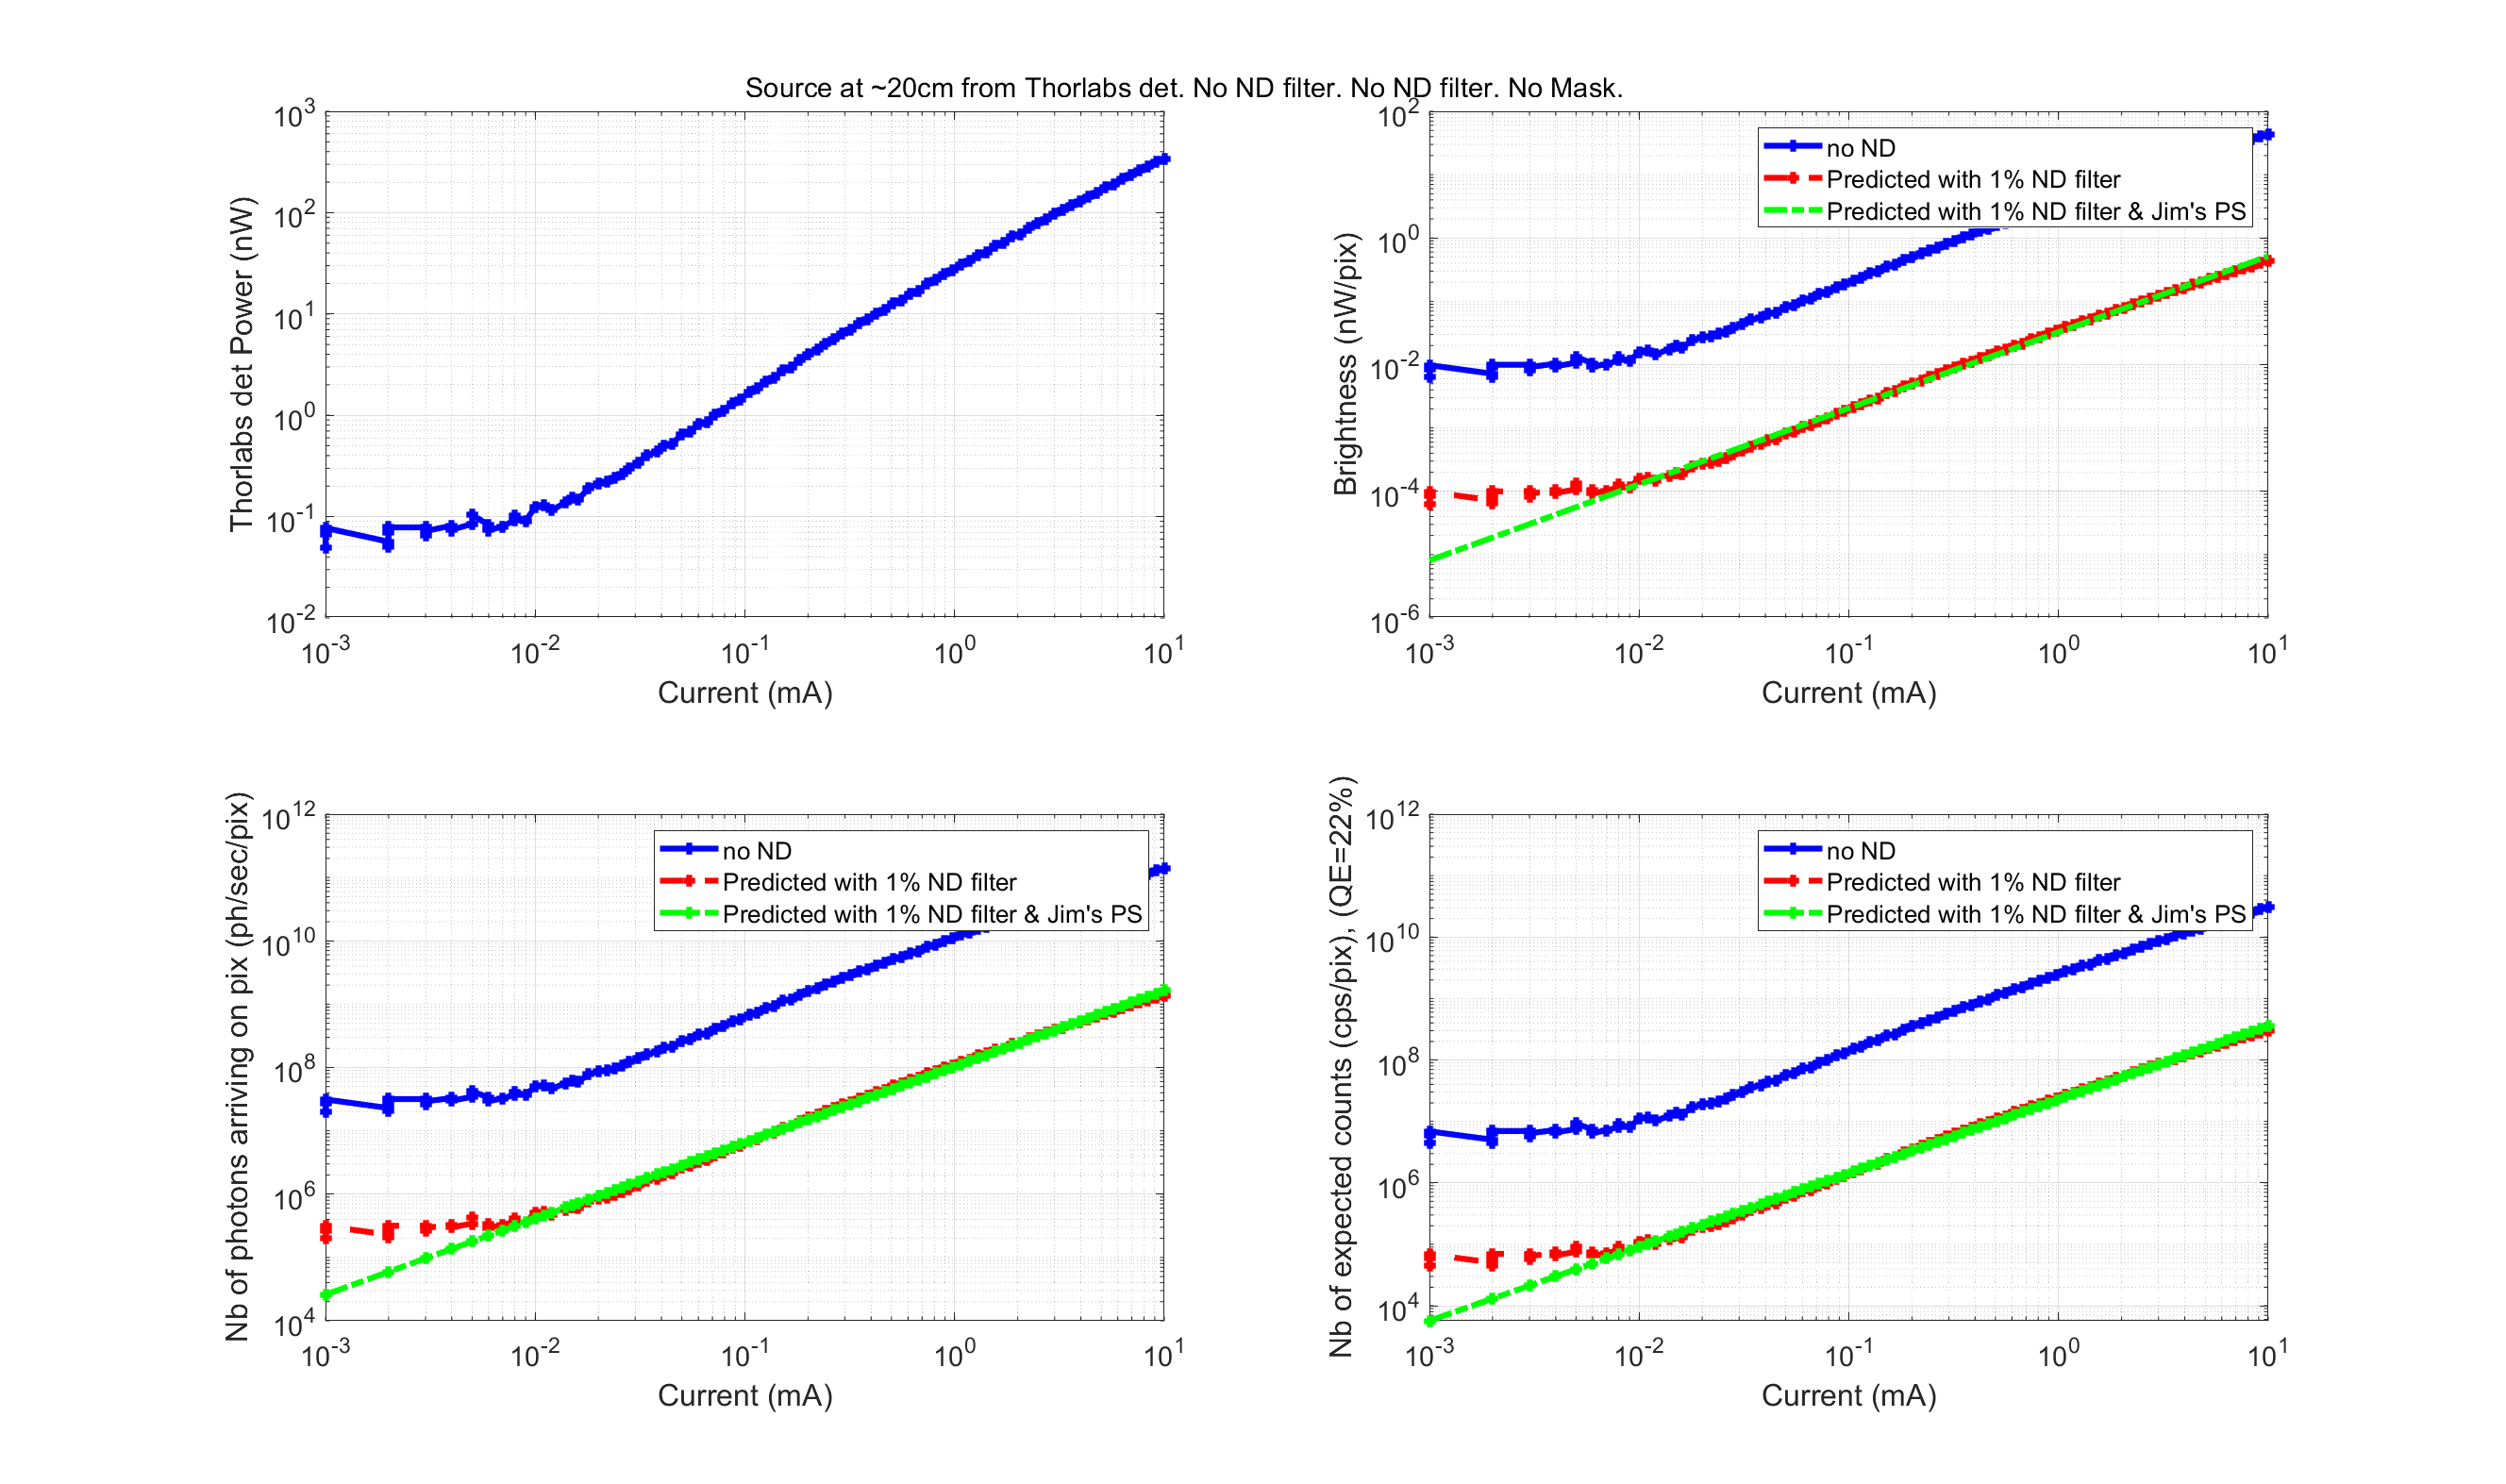 Source at ~20cm from Thorlabs det. No ND filter. No ND filter. No Mask.
Thorlabs det Power (nW)
10^3
10^2
10^1
10^0
10^-1
10^-2
10^-3 10^-2 10^-1 10^0 10^1
Current (mA)
Brightness (nW/pix)
10^2
10^0
10^-2
10^-4
10^-6
no ND
Predicted with 1% ND filter
Predicted with 1% ND filter & Jim's PS
10^-3 10^-2 10^-1 10^0 10^1
Current (mA)
Nb of photons arriving on pix (ph/sec/pix)
10^12
10^10
10^8
10^6
10^4
no ND
Predicted with 1% ND filter
Predicted with 1% ND filter & Jim's PS
10^-3 10^-2 10^-1 10^0 10^1
Current (mA)
Nb of expected counts (cps/pix), (QE=22%)
10^12
10^10
10^8
10^6
10^4
no ND
Predicted with 1% ND filter
Predicted with 1% ND filter & Jim's PS
10^-3 10^-2 10^-1 10^0 10^1
Current (mA)